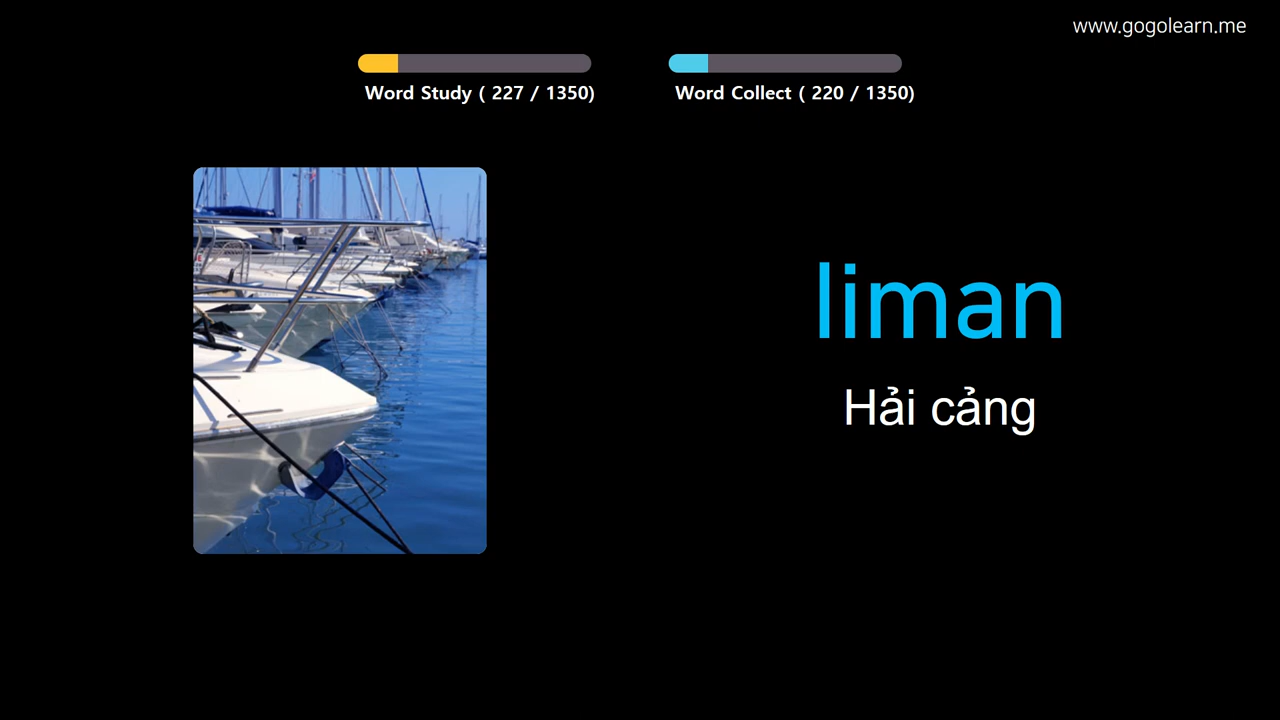 www.gogolearn.me
Word Study ( 227 / 1350)
Word Collect ( 220 / 1350)
liman
Hải cảng